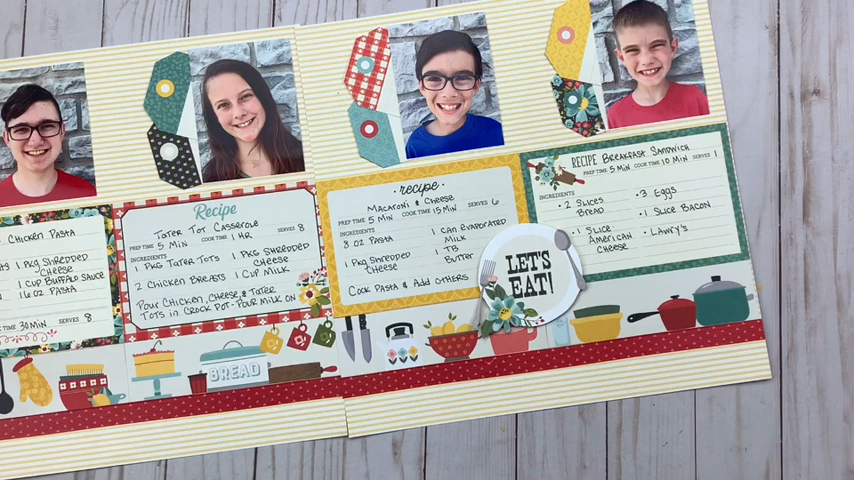 Chicken Pasta
1 Pkg Shredded
Cheese
1 Cup Buffalo Sauce
16 oz Pasta
TIME 30 Min SERVES 8
Recipe
Tater Tot Casserole
PREP TIME 5 Min COOK TIME 1 HR SERVES 8
INGREDIENTS
1 Pkg Tater Tots 1 Pkg Shredded
Cheese
2 Chicken Breasts 1 Cup Milk
Pour Chicken, Cheese, & Tater
Tots in Crock Pot - Pour Milk on
BREAD
recipe
Macaroni & Cheese
PREP TIME 5 Min COOK TIME 15 Min SERVES 6
INGREDIENTS
8 oz Pasta 1 Can Evaporated
Milk
1 Pkg Shredded 1 TB
Cheese Butter
Cook Pasta & Add Others
LET'S
EAT!
RECIPE Breakfast Sandwich
PREP TIME 5 Min COOK TIME 10 Min SERVES 1
INGREDIENTS
• 2 Slices • 3 Eggs
Bread
• 1 Slice Bacon
• 1 Slice
American • Lawry's
Cheese